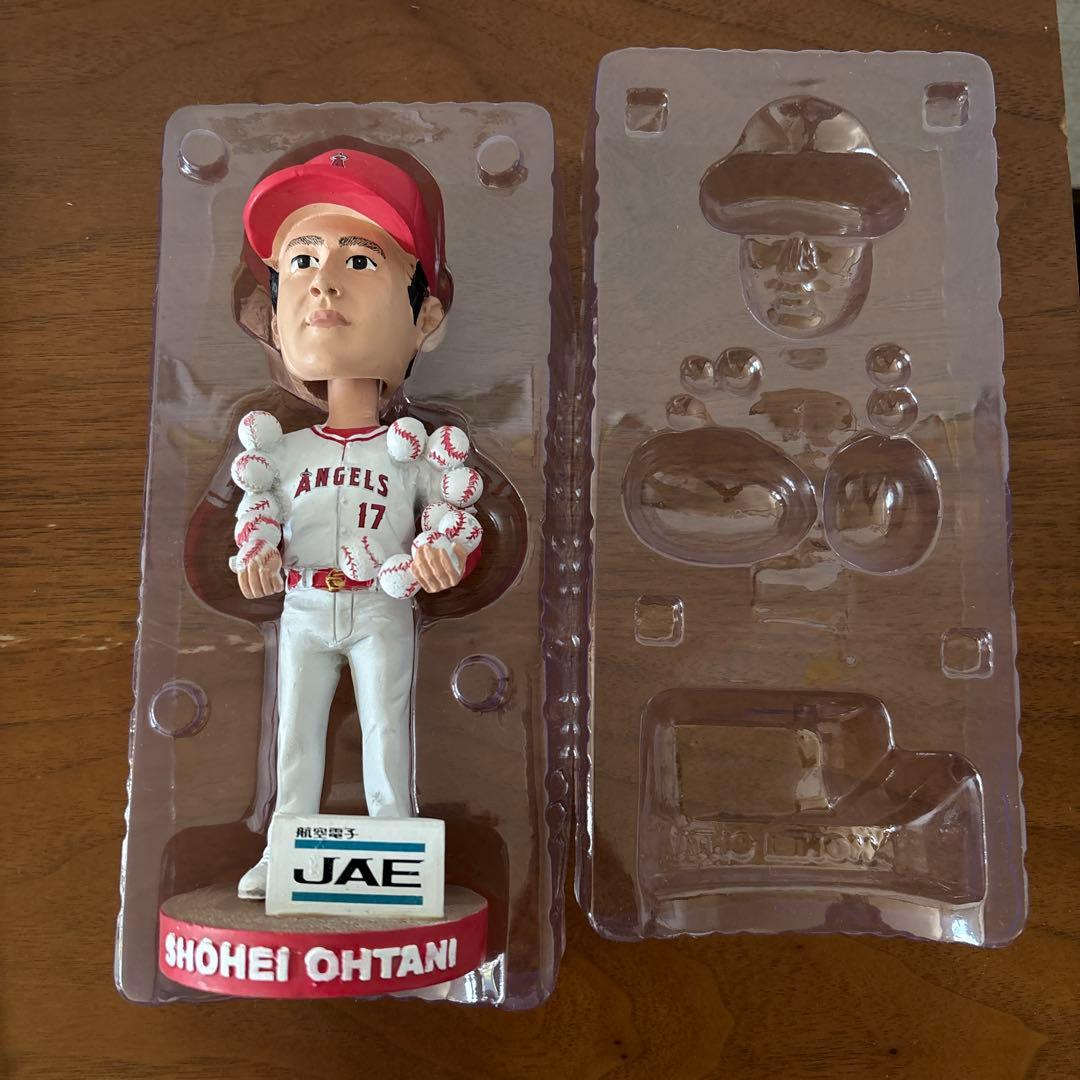 ANGELS
17
航空電子
JAE
SHOHEI OHTANI